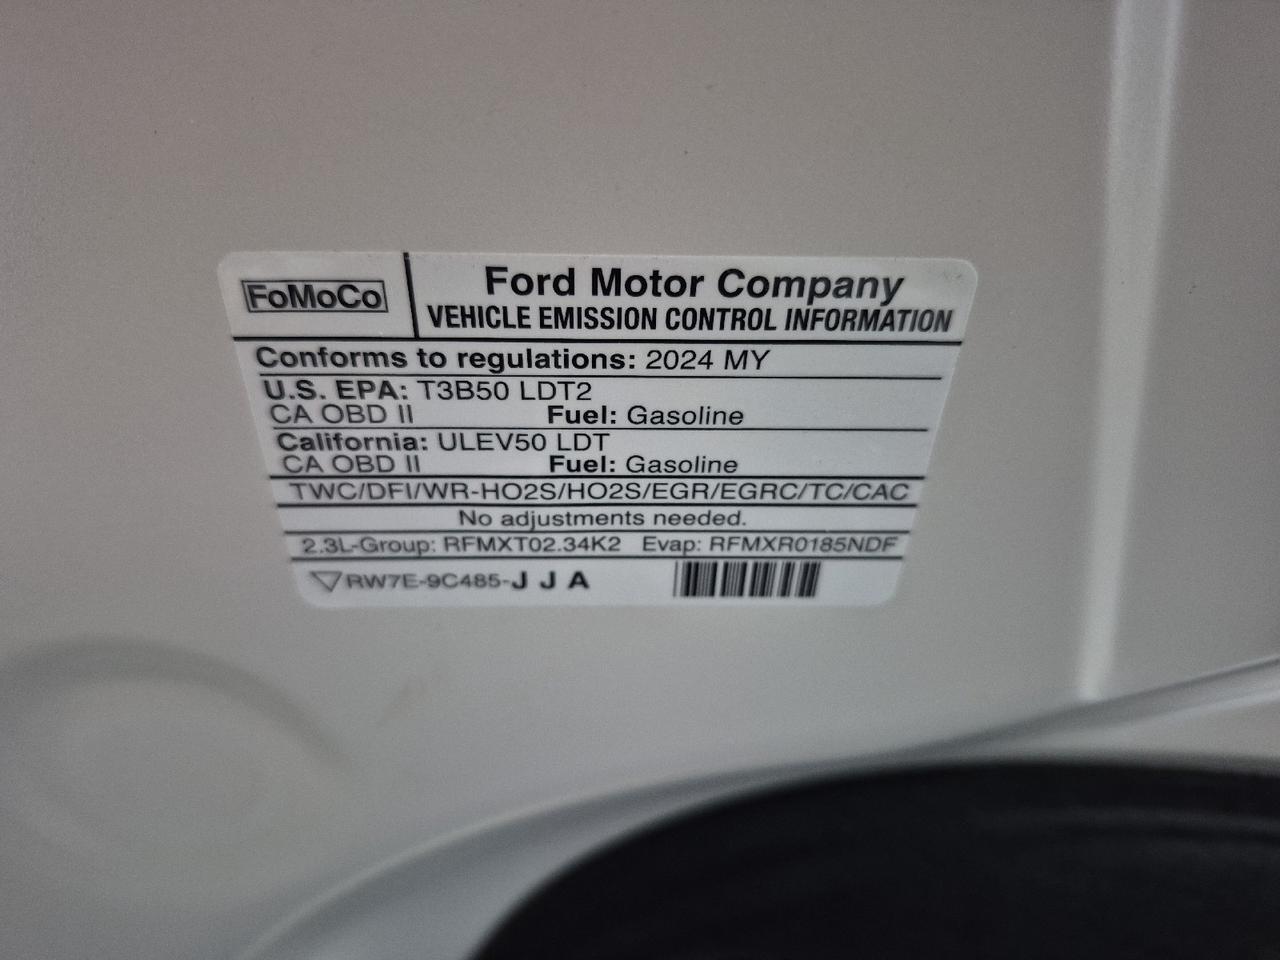 FoMoCo
Ford Motor Company
VEHICLE EMISSION CONTROL INFORMATION
Conforms to regulations: 2024 MY
U.S. EPA: T3B50 LDT2
CA OBD II Fuel: Gasoline
California: ULEV50 LDT
CA OBD II Fuel: Gasoline
TWC/DFI/WR-HO2S/HO2S/EGR/EGRC/TC/CAC
No adjustments needed.
2.3L-Group: RFMXT02.34K2 Evap: RFMXR0185NDF
RW7E-9C485-J J A